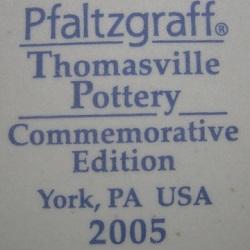 Pfaltzgraff®
Thomasville
Pottery
Commemorative
Edition
York, PA USA
2005